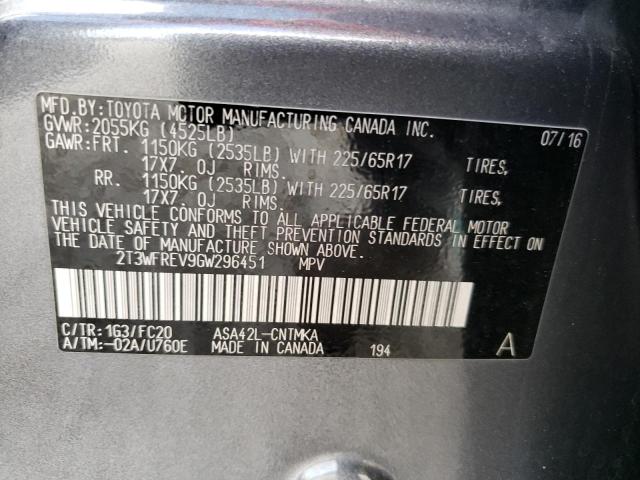 MFD.BY:TOYOTA MOTOR MANUFACTURING CANADA INC.
GVWR:2055KG (4525LB) 07/16
GAWR:FRT. 1150KG (2535LB) WITH 225/65R17 TIRES,
17X7. OJ RIMS.
RR. 1150KG (2535LB) WITH 225/65R17 TIRES,
17X7. OJ RIMS.
THIS VEHICLE CONFORMS TO ALL APPLICABLE FEDERAL MOTOR
VEHICLE SAFETY AND THEFT PREVENTION STANDARDS IN EFFECT ON
THE DATE OF MANUFACTURE SHOWN ABOVE.
2T3WFREV9GW296451 MPV
C/TR:1G3/FC20 ASA42L-CNTMKA
A/TM:-02A/U760E MADE IN CANADA 194 A